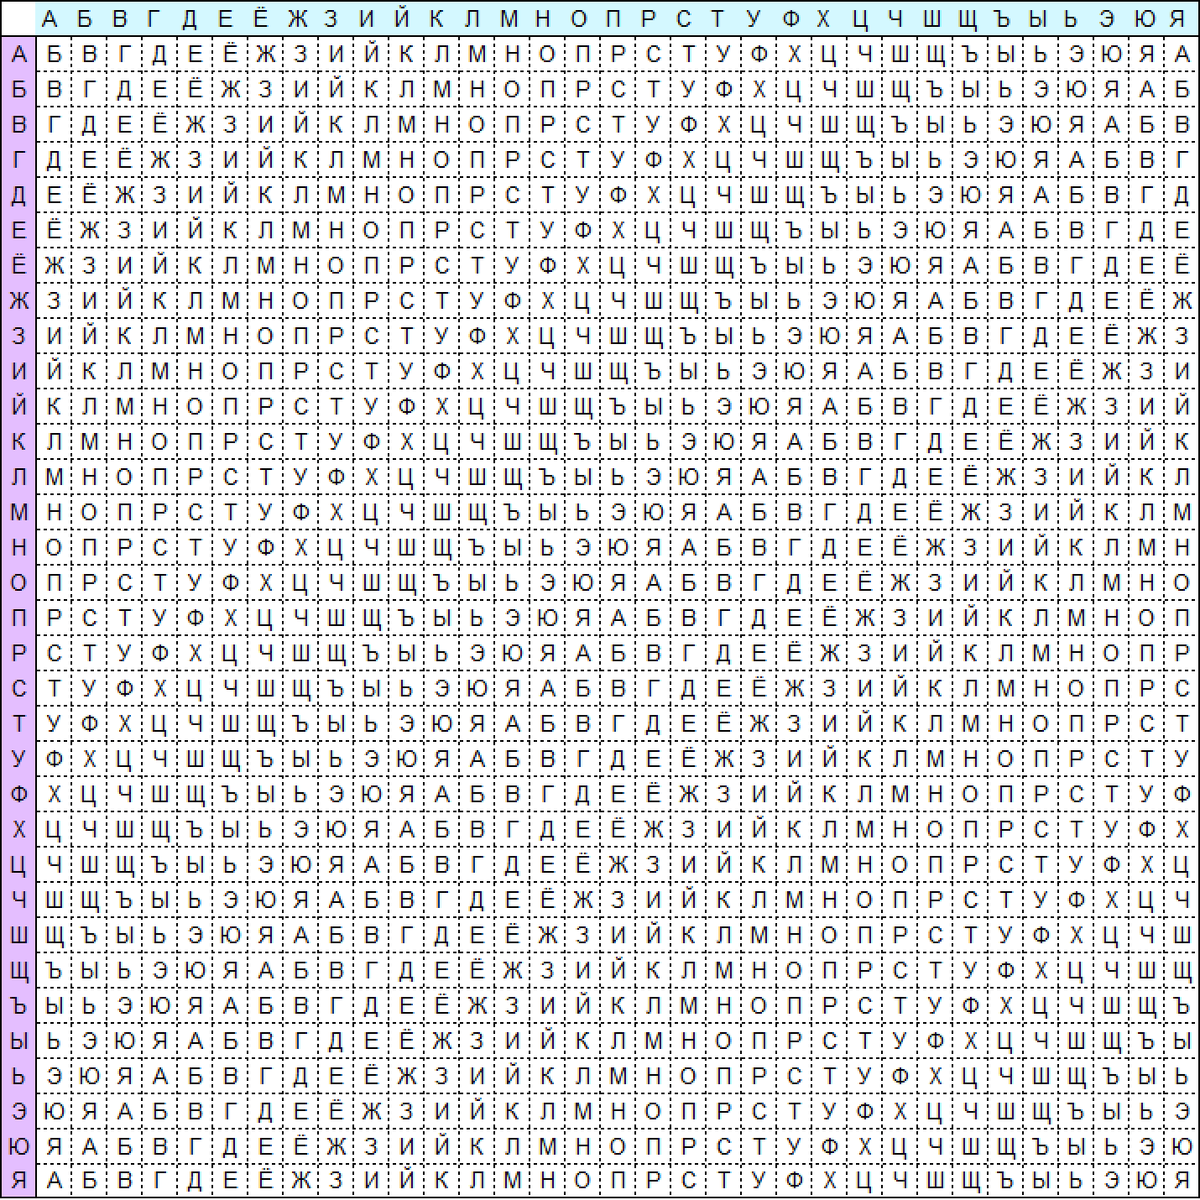 А Б В Г Д Е Ё Ж З И Й К Л М Н О П Р С Т У Ф Х Ц Ч Ш Щ Ъ Ы Ь Э Ю Я
А Б В Г Д Е Ё Ж З И Й К Л М Н О П Р С Т У Ф Х Ц Ч Ш Щ Ъ Ы Ь Э Ю Я А
Б В Г Д Е Ё Ж З И Й К Л М Н О П Р С Т У Ф Х Ц Ч Ш Щ Ъ Ы Ь Э Ю Я А Б
В Г Д Е Ё Ж З И Й К Л М Н О П Р С Т У Ф Х Ц Ч Ш Щ Ъ Ы Ь Э Ю Я А Б В
Г Д Е Ё Ж З И Й К Л М Н О П Р С Т У Ф Х Ц Ч Ш Щ Ъ Ы Ь Э Ю Я А Б В Г
Д Е Ё Ж З И Й К Л М Н О П Р С Т У Ф Х Ц Ч Ш Щ Ъ Ы Ь Э Ю Я А Б В Г Д
Е Ё Ж З И Й К Л М Н О П Р С Т У Ф Х Ц Ч Ш Щ Ъ Ы Ь Э Ю Я А Б В Г Д Е
Ё Ж З И Й К Л М Н О П Р С Т У Ф Х Ц Ч Ш Щ Ъ Ы Ь Э Ю Я А Б В Г Д Е Ё
Ж З И Й К Л М Н О П Р С Т У Ф Х Ц Ч Ш Щ Ъ Ы Ь Э Ю Я А Б В Г Д Е Ё Ж
З И Й К Л М Н О П Р С Т У Ф Х Ц Ч Ш Щ Ъ Ы Ь Э Ю Я А Б В Г Д Е Ё Ж З
И Й К Л М Н О П Р С Т У Ф Х Ц Ч Ш Щ Ъ Ы Ь Э Ю Я А Б В Г Д Е Ё Ж З И
Й К Л М Н О П Р С Т У Ф Х Ц Ч Ш Щ Ъ Ы Ь Э Ю Я А Б В Г Д Е Ё Ж З И Й
К Л М Н О П Р С Т У Ф Х Ц Ч Ш Щ Ъ Ы Ь Э Ю Я А Б В Г Д Е Ё Ж З И Й К
Л М Н О П Р С Т У Ф Х Ц Ч Ш Щ Ъ Ы Ь Э Ю Я А Б В Г Д Е Ё Ж З И Й К Л
М Н О П Р С Т У Ф Х Ц Ч Ш Щ Ъ Ы Ь Э Ю Я А Б В Г Д Е Ё Ж З И Й К Л М
Н О П Р С Т У Ф Х Ц Ч Ш Щ Ъ Ы Ь Э Ю Я А Б В Г Д Е Ё Ж З И Й К Л М Н
О П Р С Т У Ф Х Ц Ч Ш Щ Ъ Ы Ь Э Ю Я А Б В Г Д Е Ё Ж З И Й К Л М Н О
П Р С Т У Ф Х Ц Ч Ш Щ Ъ Ы Ь Э Ю Я А Б В Г Д Е Ё Ж З И Й К Л М Н О П
Р С Т У Ф Х Ц Ч Ш Щ Ъ Ы Ь Э Ю Я А Б В Г Д Е Ё Ж З И Й К Л М Н О П Р
С Т У Ф Х Ц Ч Ш Щ Ъ Ы Ь Э Ю Я А Б В Г Д Е Ё Ж З И Й К Л М Н О П Р С
Т У Ф Х Ц Ч Ш Щ Ъ Ы Ь Э Ю Я А Б В Г Д Е Ё Ж З И Й К Л М Н О П Р С Т
У Ф Х Ц Ч Ш Щ Ъ Ы Ь Э Ю Я А Б В Г Д Е Ё Ж З И Й К Л М Н О П Р С Т У
Ф Х Ц Ч Ш Щ Ъ Ы Ь Э Ю Я А Б В Г Д Е Ё Ж З И Й К Л М Н О П Р С Т У Ф
Х Ц Ч Ш Щ Ъ Ы Ь Э Ю Я А Б В Г Д Е Ё Ж З И Й К Л М Н О П Р С Т У Ф Х
Ц Ч Ш Щ Ъ Ы Ь Э Ю Я А Б В Г Д Е Ё Ж З И Й К Л М Н О П Р С Т У Ф Х Ц
Ч Ш Щ Ъ Ы Ь Э Ю Я А Б В Г Д Е Ё Ж З И Й К Л М Н О П Р С Т У Ф Х Ц Ч
Ш Щ Ъ Ы Ь Э Ю Я А Б В Г Д Е Ё Ж З И Й К Л М Н О П Р С Т У Ф Х Ц Ч Ш
Щ Ъ Ы Ь Э Ю Я А Б В Г Д Е Ё Ж З И Й К Л М Н О П Р С Т У Ф Х Ц Ч Ш Щ
Ъ Ы Ь Э Ю Я А Б В Г Д Е Ё Ж З И Й К Л М Н О П Р С Т У Ф Х Ц Ч Ш Щ Ъ
Ы Ь Э Ю Я А Б В Г Д Е Ё Ж З И Й К Л М Н О П Р С Т У Ф Х Ц Ч Ш Щ Ъ Ы
Ь Э Ю Я А Б В Г Д Е Ё Ж З И Й К Л М Н О П Р С Т У Ф Х Ц Ч Ш Щ Ъ Ы Ь
Э Ю Я А Б В Г Д Е Ё Ж З И Й К Л М Н О П Р С Т У Ф Х Ц Ч Ш Щ Ъ Ы Ь Э
Ю Я А Б В Г Д Е Ё Ж З И Й К Л М Н О П Р С Т У Ф Х Ц Ч Ш Щ Ъ Ы Ь Э Ю
Я А Б В Г Д Е Ё Ж З И Й К Л М Н О П Р С Т У Ф Х Ц Ч Ш Щ Ъ Ы Ь Э Ю Я